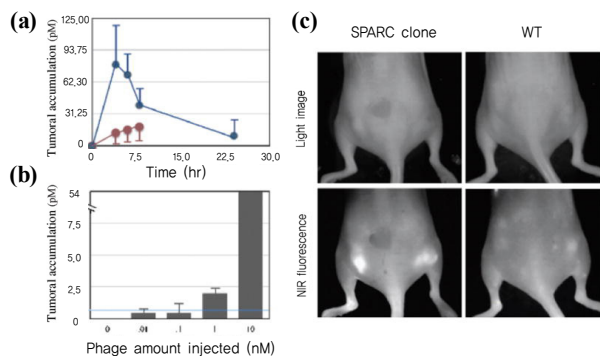 (a)
Tumoral accumulation (pM)
125,00
93,75
62,30
31,25
0
0
7,5
15,0
22,5
30,0
Time (hr)
(b)
Tumoral accumulation (pM)
54
7,5
5,0
2,5
0
0
.01
.1
1
10
Phage amount injected (nM)
(c)
SPARC clone
WT
Light image
NIR fluorescence